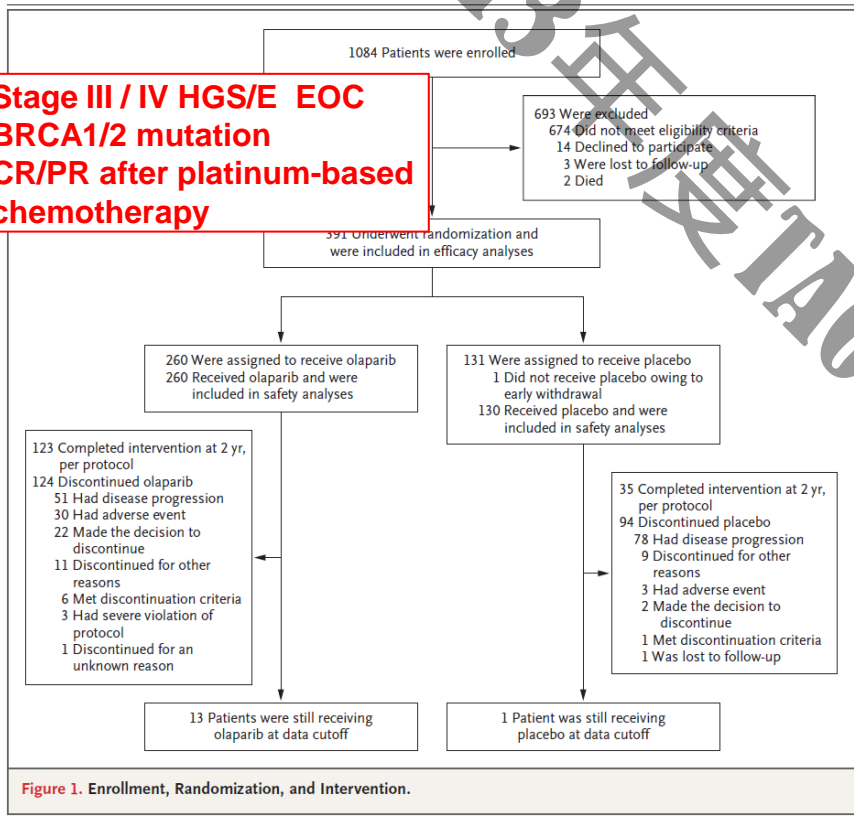 1084 Patients were enrolled
Stage III / IV HGS/E EOC
BRCA1/2 mutation
CR/PR after platinum-based
chemotherapy
693 Were excluded
674 Did not meet eligibility criteria
14 Declined to participate
3 Were lost to follow-up
2 Died
391 Underwent randomization and
were included in efficacy analyses
260 Were assigned to receive olaparib
260 Received olaparib and were
included in safety analyses
131 Were assigned to receive placebo
1 Did not receive placebo owing to
early withdrawal
130 Received placebo and were
included in safety analyses
123 Completed intervention at 2 yr,
per protocol
124 Discontinued olaparib
51 Had disease progression
30 Had adverse event
22 Made the decision to
discontinue
11 Discontinued for other
reasons
6 Met discontinuation criteria
3 Had severe violation of
protocol
1 Discontinued for an
unknown reason
35 Completed intervention at 2 yr,
per protocol
94 Discontinued placebo
78 Had disease progression
9 Discontinued for other
reasons
3 Had adverse event
2 Made the decision to
discontinue
1 Met discontinuation criteria
1 Was lost to follow-up
13 Patients were still receiving
olaparib at data cutoff
1 Patient was still receiving
placebo at data cutoff
Figure 1. Enrollment, Randomization, and Intervention.
3年度TAO